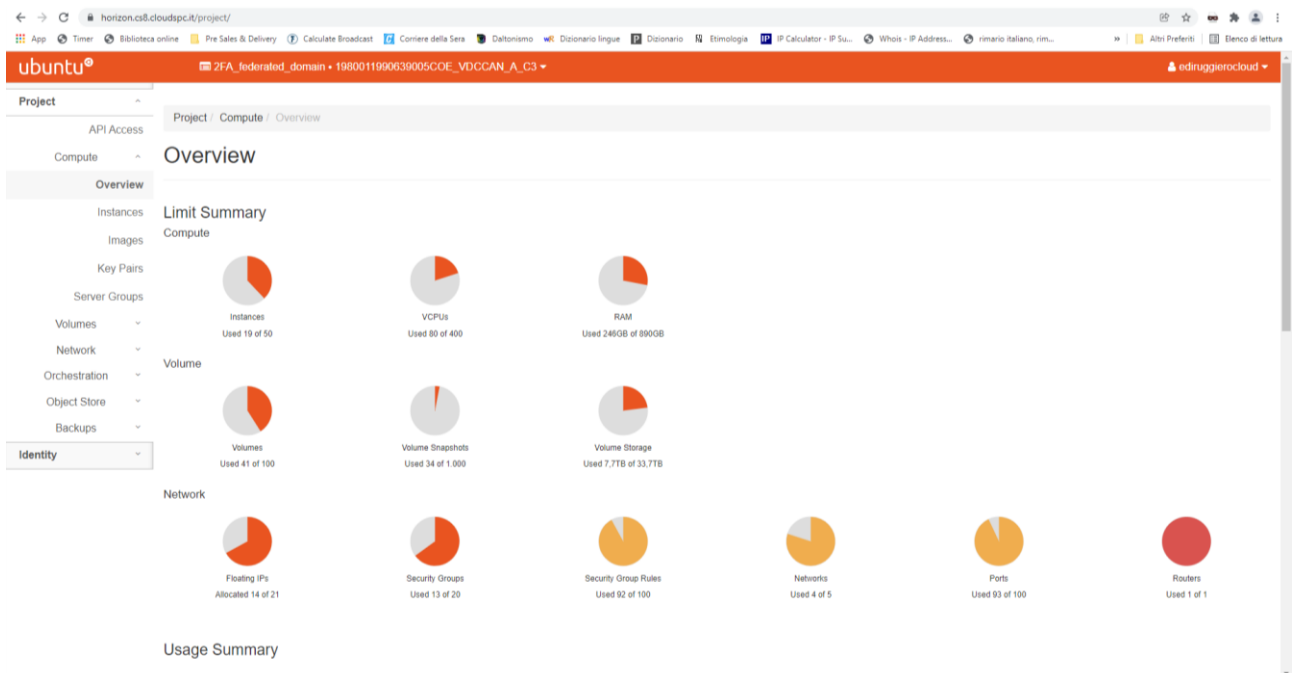 horizon.cs8.cloudspc.it/project/
App Timer Biblioteca online Pre Sales & Delivery Calculate Broadcast Corriere della Sera Daltonismo Dizionario lingue Dizionario Etimologia IP Calculator - IP Su... Whois - IP Address... rimario italiano, rim... » Altri Preferiti Elenco di lettura
ubuntu® 2FA_federated_domain • 1980011990639005COE_VDCCAN_A_C3 ediruggierocloud
Project
API Access
Compute
Overview
Instances
Images
Key Pairs
Server Groups
Volumes
Network
Orchestration
Object Store
Backups
Identity
Project / Compute / Overview
Overview
Limit Summary
Compute
Instances VCPUs RAM
Used 19 of 50 Used 80 of 400 Used 246GB of 890GB
Volume
Volumes Volume Snapshots Volume Storage
Used 41 of 100 Used 34 of 1.000 Used 7,7TB of 33,7TB
Network
Floating IPs Security Groups Security Group Rules Networks Ports Routers
Allocated 14 of 21 Used 13 of 20 Used 92 of 100 Used 4 of 5 Used 93 of 100 Used 1 of 1
Usage Summary